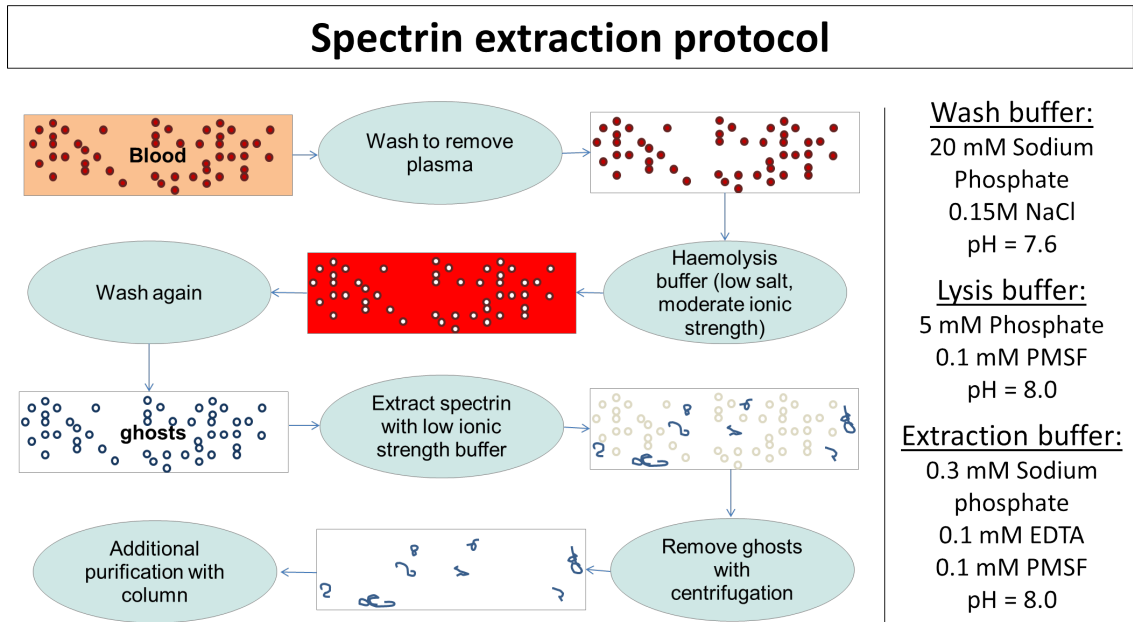 Spectrin extraction protocol
Blood
Wash to remove
plasma
Haemolysis
buffer (low salt,
moderate ionic
strength)
Wash again
ghosts
Extract spectrin
with low ionic
strength buffer
Remove ghosts
with
centrifugation
Additional
purification with
column
Wash buffer:
20 mM Sodium
Phosphate
0.15M NaCl
pH = 7.6
Lysis buffer:
5 mM Phosphate
0.1 mM PMSF
pH = 8.0
Extraction buffer:
0.3 mM Sodium
phosphate
0.1 mM EDTA
0.1 mM PMSF
pH = 8.0